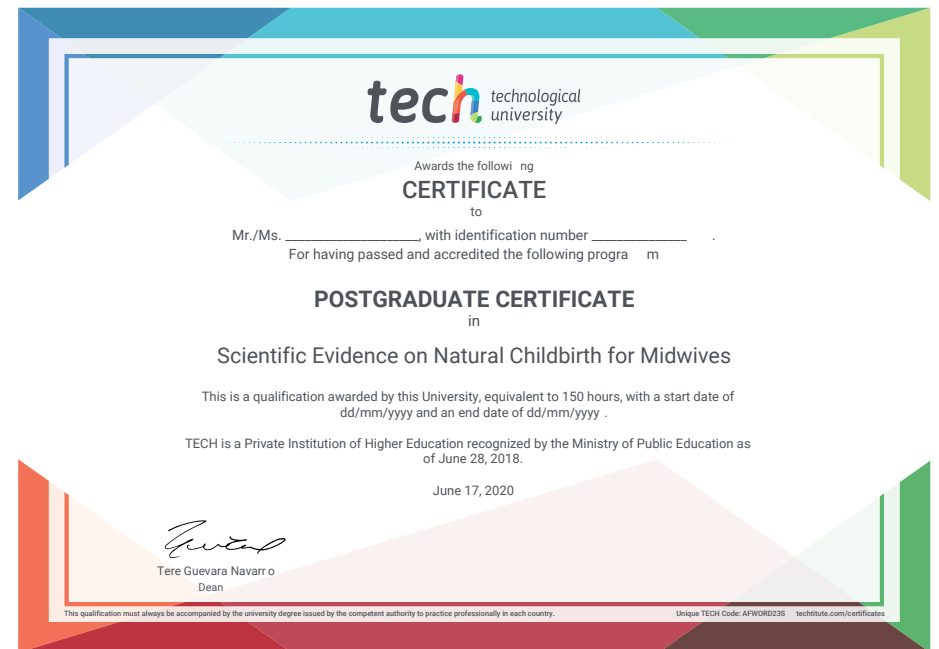 tech technological
university
Awards the followi ng
CERTIFICATE
to
Mr./Ms. _____________________, with identification number _______________ .
For having passed and accredited the following progra m
POSTGRADUATE CERTIFICATE
in
Scientific Evidence on Natural Childbirth for Midwives
This is a qualification awarded by this University, equivalent to 150 hours, with a start date of
dd/mm/yyyy and an end date of dd/mm/yyyy .
TECH is a Private Institution of Higher Education recognized by the Ministry of Public Education as
of June 28, 2018.
June 17, 2020
Tere Guevara Navarr o
Dean
This qualification must always be accompanied by the university degree issued by the competent authority to practice professionally in each country. Unique TECH Code: AFWORD23S techtitute.com/certificates